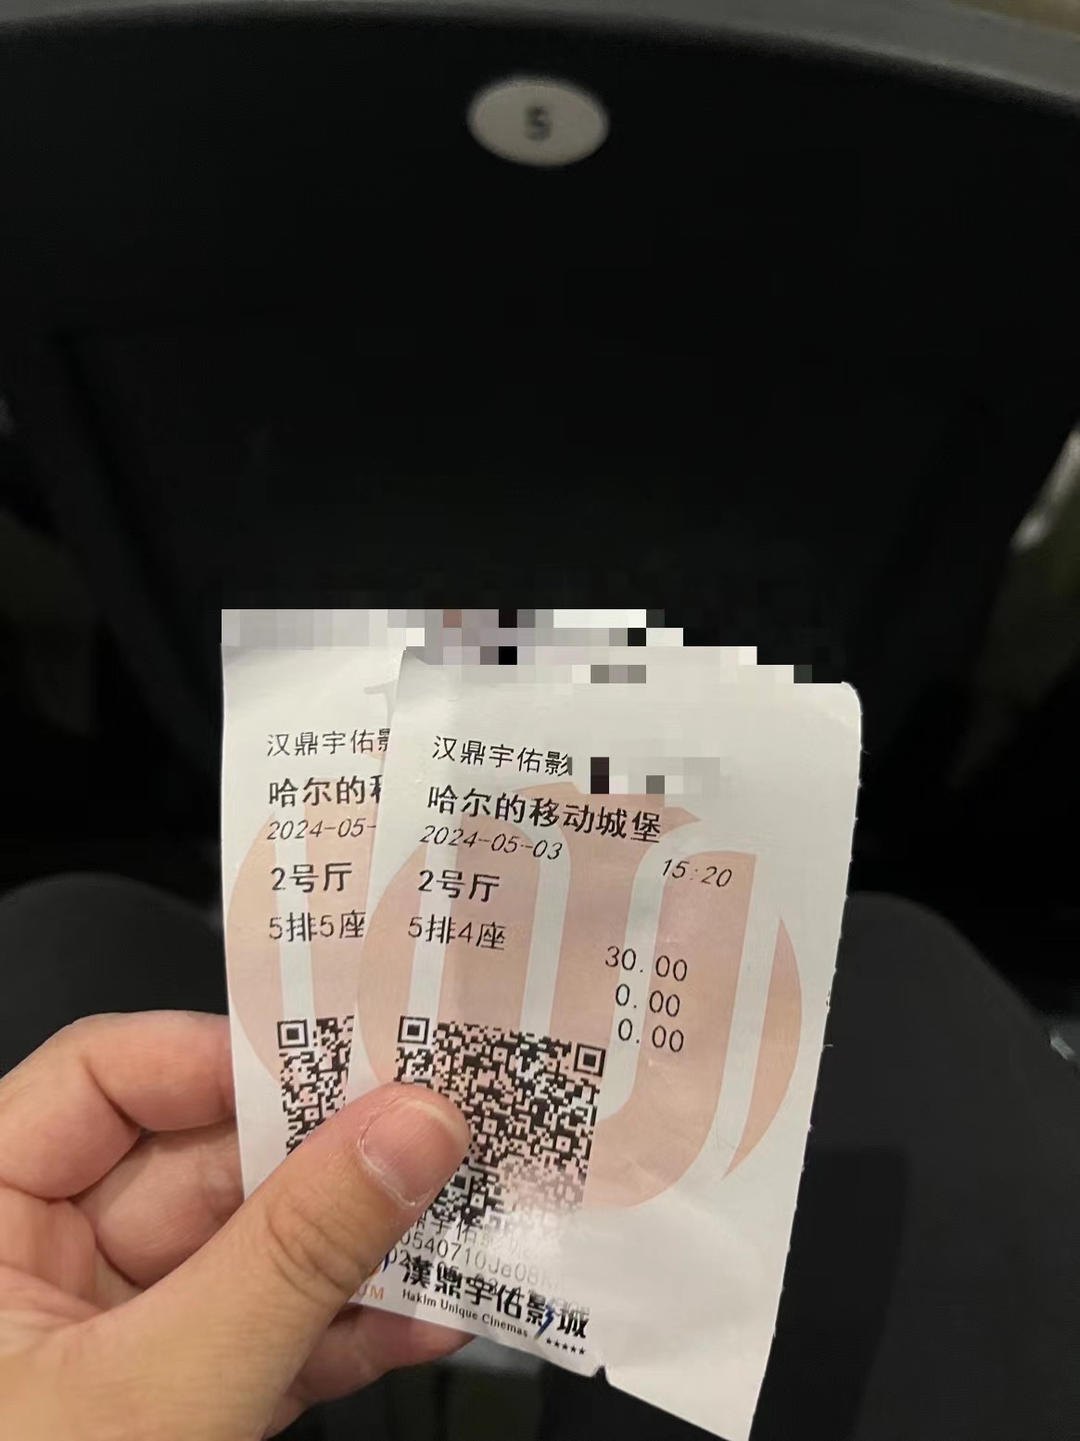 5
汉鼎宇佑影
哈尔的移
2024-05-
2号厅
5排5座
汉鼎宇佑影
哈尔的移动城堡
2024-05-03
15:20
2号厅
5排4座
30.00
0.00
0.00
漢鼎宇佑影城
Hakim Unique Cinemas